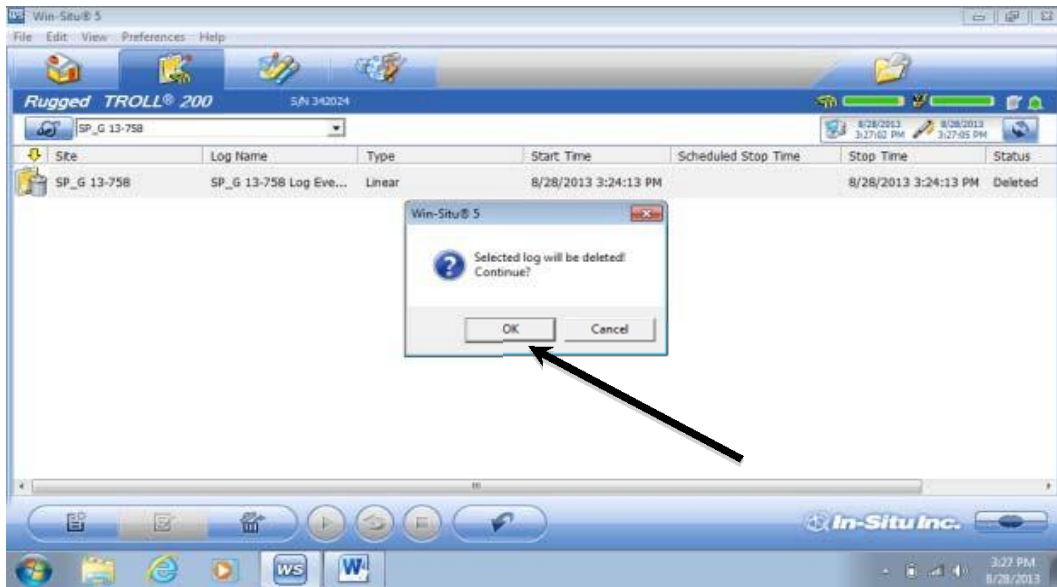 Win-Situ® 5
File Edit View Preferences Help
Rugged TROLL® 200 S/N 342024
8/28/2013 8/28/2013
SP_G 13-758 3:27:02 PM 3:27:05 PM
Site Log Name Type Start Time Scheduled Stop Time Stop Time Status
SP_G 13-758 SP_G 13-758 Log Eve... Linear 8/28/2013 3:24:13 PM 8/28/2013 3:24:13 PM Deleted
Win-Situ® 5
Selected log will be deleted!
Continue?
OK Cancel
In-Situ Inc.
WS W
3:27 PM
8/28/2013